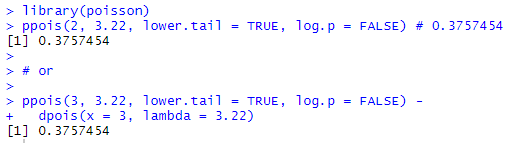 > library(poisson)
> ppois(2, 3.22, lower.tail = TRUE, log.p = FALSE) # 0.3757454
[1] 0.3757454
>
> # or
>
> ppois(3, 3.22, lower.tail = TRUE, log.p = FALSE) -
+   dpois(x = 3, lambda = 3.22)
[1] 0.3757454